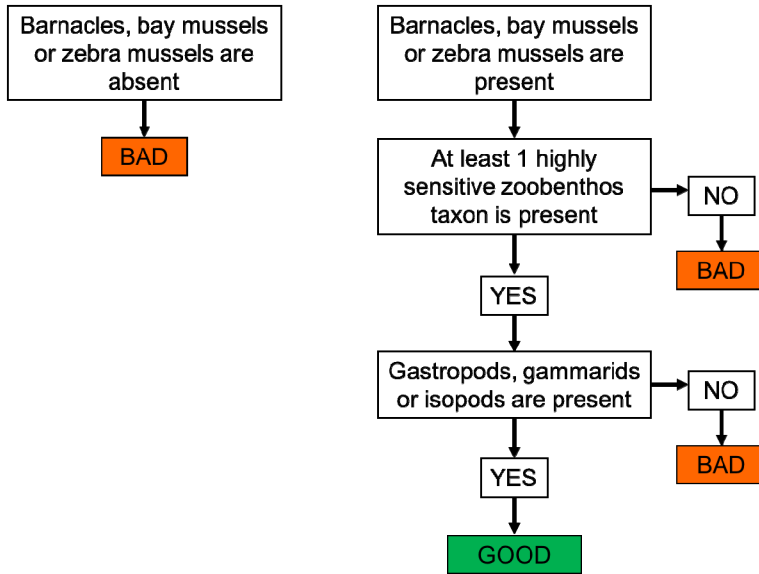 Barnacles, bay mussels
or zebra mussels are
absent
BAD
Barnacles, bay mussels
or zebra mussels are
present
At least 1 highly
sensitive zoobenthos
taxon is present
NO
BAD
YES
Gastropods, gammarids
or isopods are present
NO
BAD
YES
GOOD